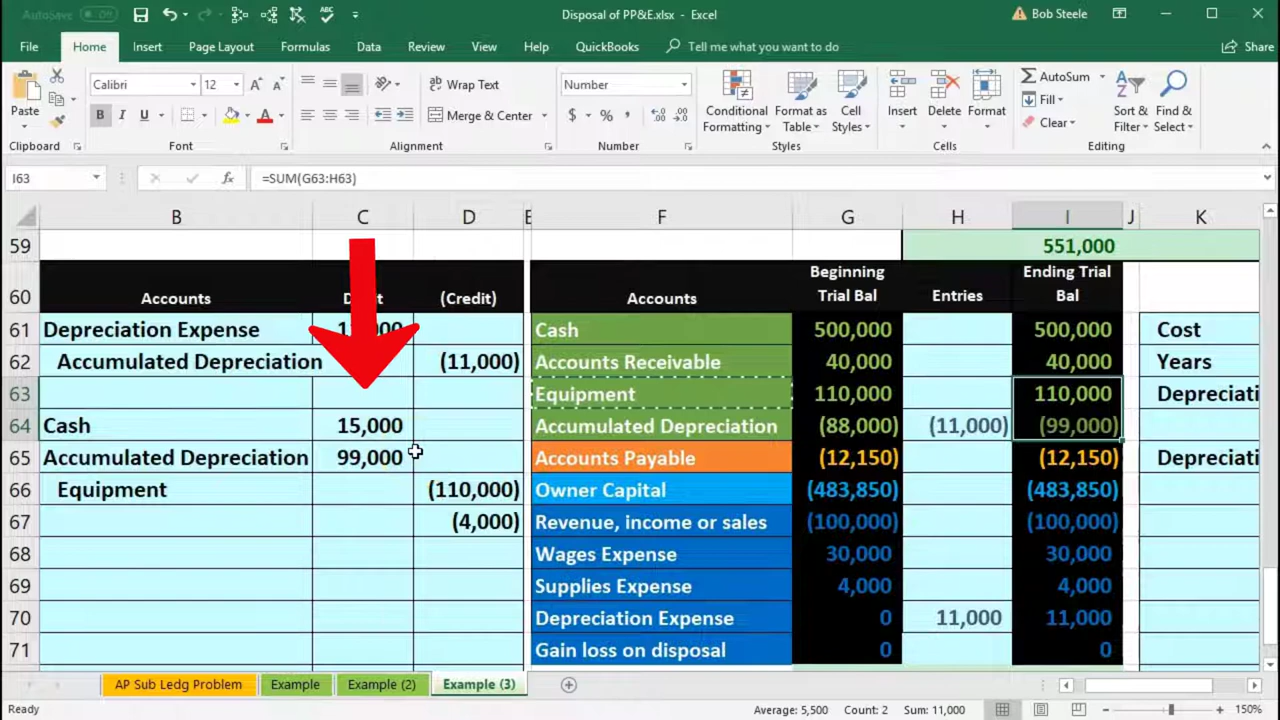 AutoSave Off Disposal of PP&E.xlsx - Excel Bob Steele
File Home Insert Page Layout Formulas Data Review View Help QuickBooks Tell me what you want to do Share
Paste Calibri 12 Wrap Text Number Conditional Formatting Format as Table Cell Styles Insert Delete Format AutoSum Sort & Filter Find & Select
B I U Merge & Center $ % , Fill Clear
Clipboard Font Alignment Number Styles Cells Editing
I63 fx =SUM(G63:H63)
B C D E F G H I J K
59 551,000
60 Accounts (Credit) Accounts Beginning Trial Bal Entries Ending Trial Bal
61 Depreciation Expense Cash 500,000 500,000 Cost
62 Accumulated Depreciation (11,000) Accounts Receivable 40,000 40,000 Years
63 Equipment 110,000 110,000 Depreciati
64 Cash 15,000 Accumulated Depreciation (88,000) (11,000) (99,000)
65 Accumulated Depreciation 99,000 Accounts Payable (12,150) (12,150) Depreciati
66 Equipment (110,000) Owner Capital (483,850) (483,850)
67 (4,000) Revenue, income or sales (100,000) (100,000)
68 Wages Expense 30,000 30,000
69 Supplies Expense 4,000 4,000
70 Depreciation Expense 0 11,000 11,000
71 Gain loss on disposal 0 0
AP Sub Ledg Problem Example Example (2) Example (3)
Ready Average: 5,500 Count: 2 Sum: 11,000 150%